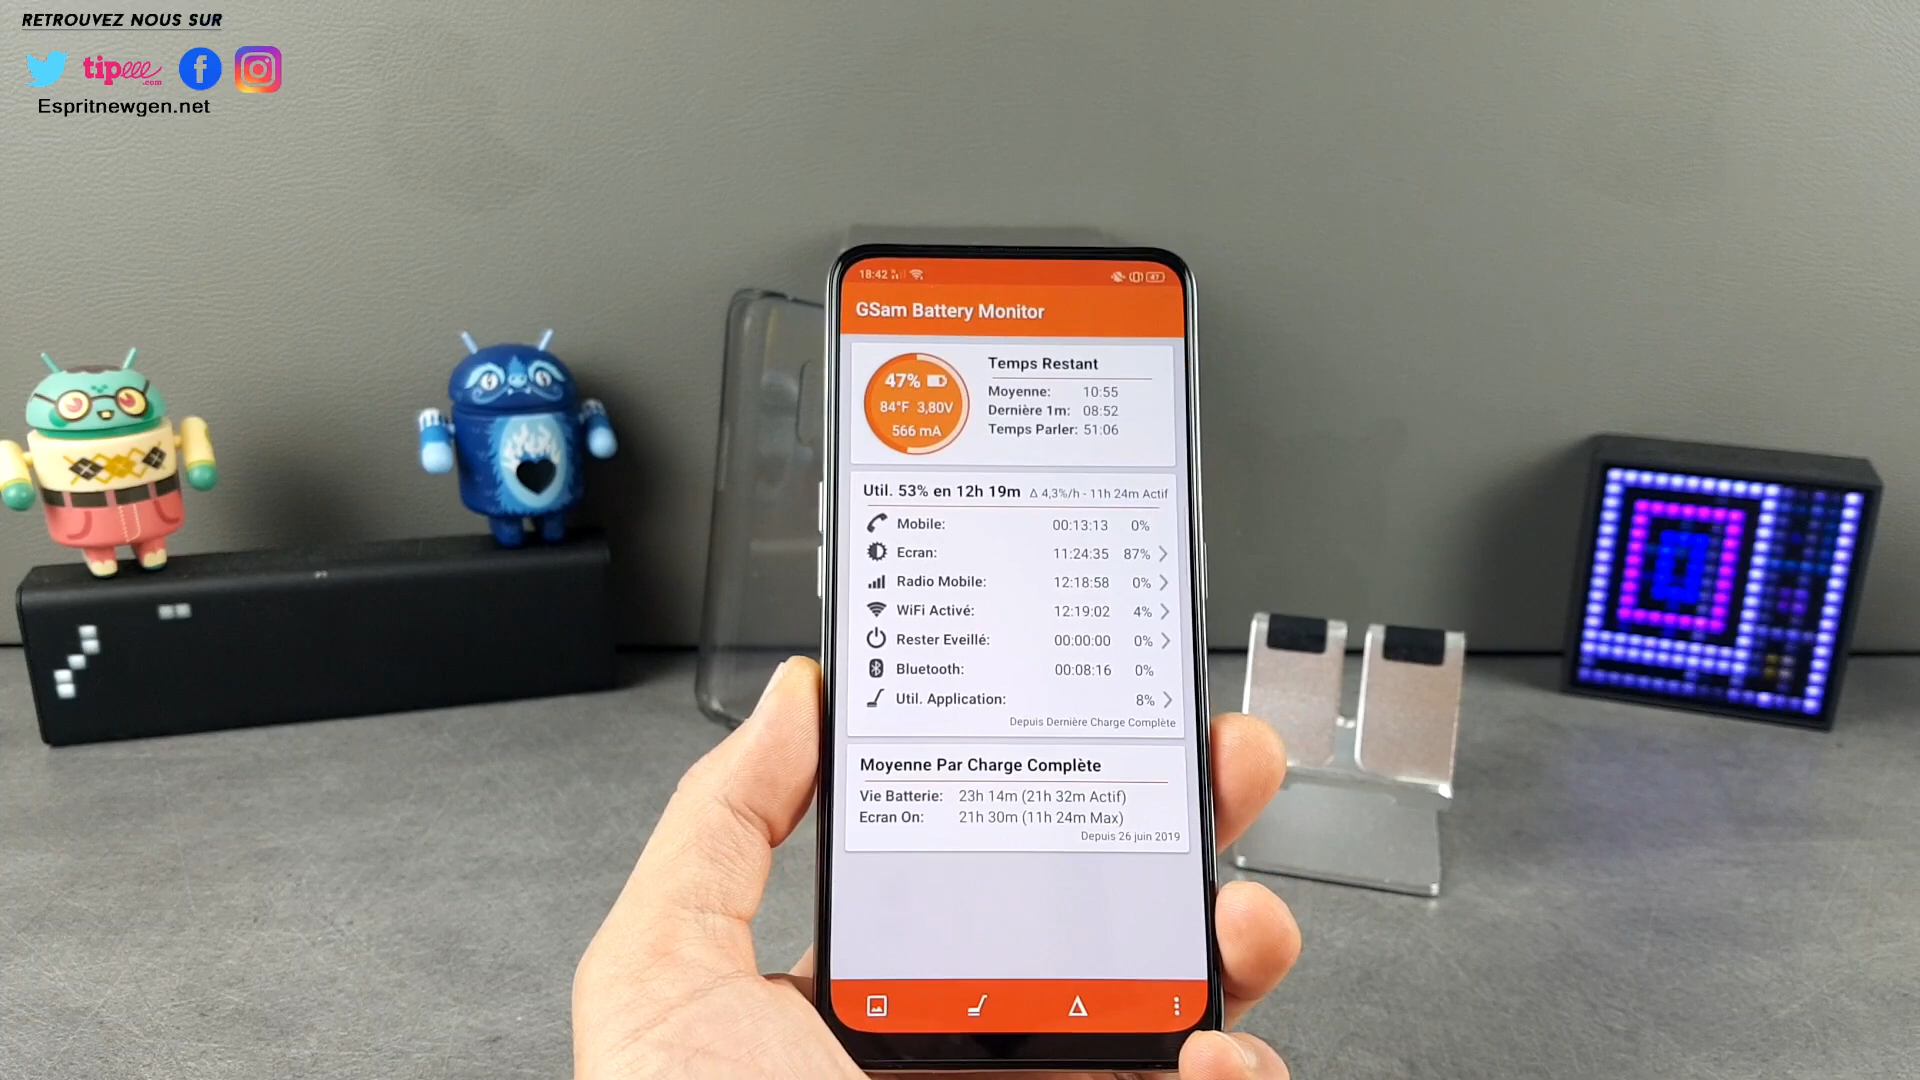 RETROUVEZ NOUS SUR
tipeee
.com
Espritnewgen.net
18:42
47
GSam Battery Monitor
47%
84°F 3,80V
566 mA
Temps Restant
Moyenne: 10:55
Dernière 1m: 08:52
Temps Parler: 51:06
Util. 53% en 12h 19m Δ 4,3%/h - 11h 24m Actif
Mobile: 00:13:13 0%
Ecran: 11:24:35 87%
Radio Mobile: 12:18:58 0%
WiFi Activé: 12:19:02 4%
Rester Eveillé: 00:00:00 0%
Bluetooth: 00:08:16 0%
Util. Application: 8%
Depuis Dernière Charge Complète
Moyenne Par Charge Complète
Vie Batterie: 23h 14m (21h 32m Actif)
Ecran On: 21h 30m (11h 24m Max)
Depuis 26 juin 2019